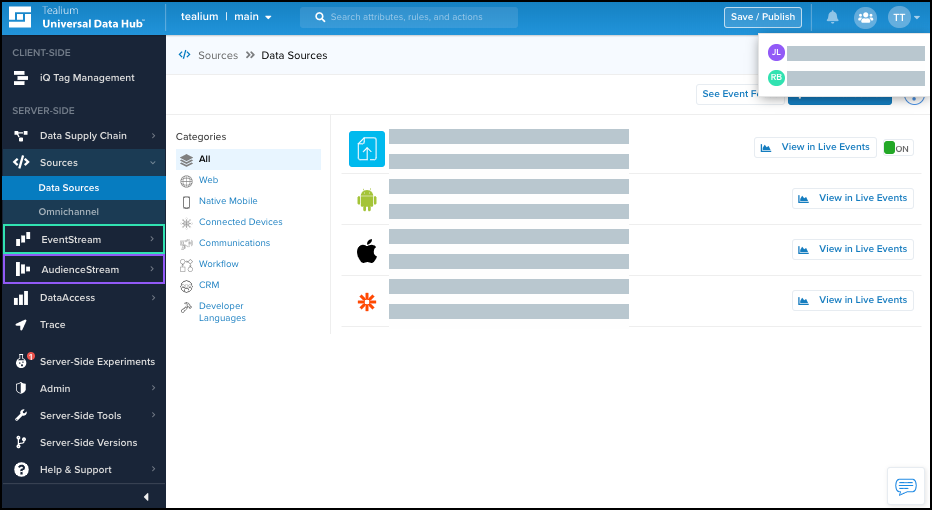 Tealium
Universal Data Hub
tealium | main
Search attributes, rules, and actions
Save / Publish
TT
CLIENT-SIDE
iQ Tag Management
SERVER-SIDE
Data Supply Chain
Sources
Data Sources
Omnichannel
EventStream
AudienceStream
DataAccess
Trace
1
Server-Side Experiments
Admin
Server-Side Tools
Server-Side Versions
Help & Support
Sources » Data Sources
JL
RB
See Event
Categories
All
Web
Native Mobile
Connected Devices
Communications
Workflow
CRM
Developer
Languages
View in Live Events
ON
View in Live Events
View in Live Events
View in Live Events